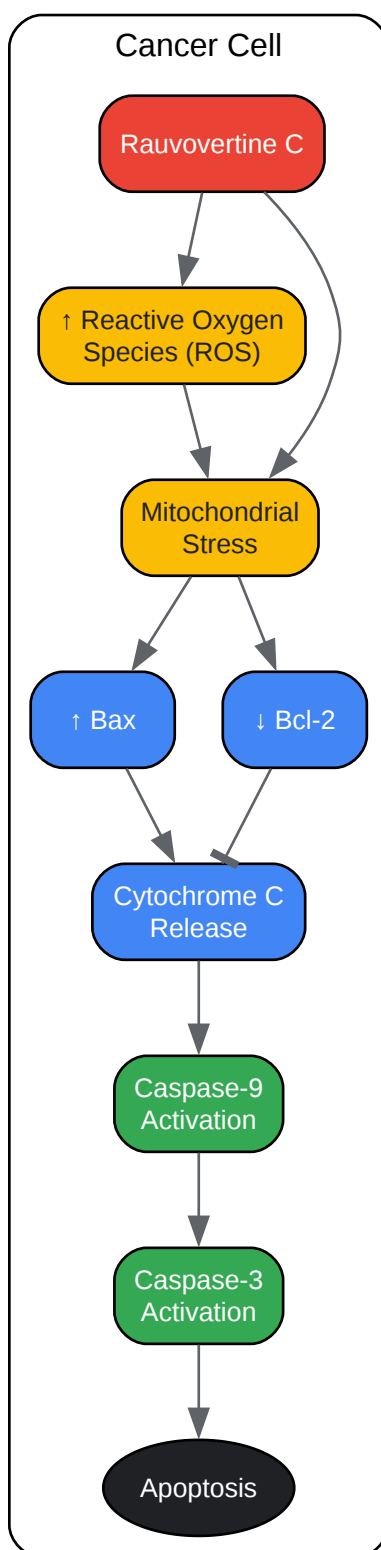 Cancer Cell
Rauvovertine C
↑ Reactive Oxygen
Species (ROS)
Mitochondrial
Stress
↑ Bax
↓ Bcl-2
Cytochrome C
Release
Caspase-9
Activation
Caspase-3
Activation
Apoptosis